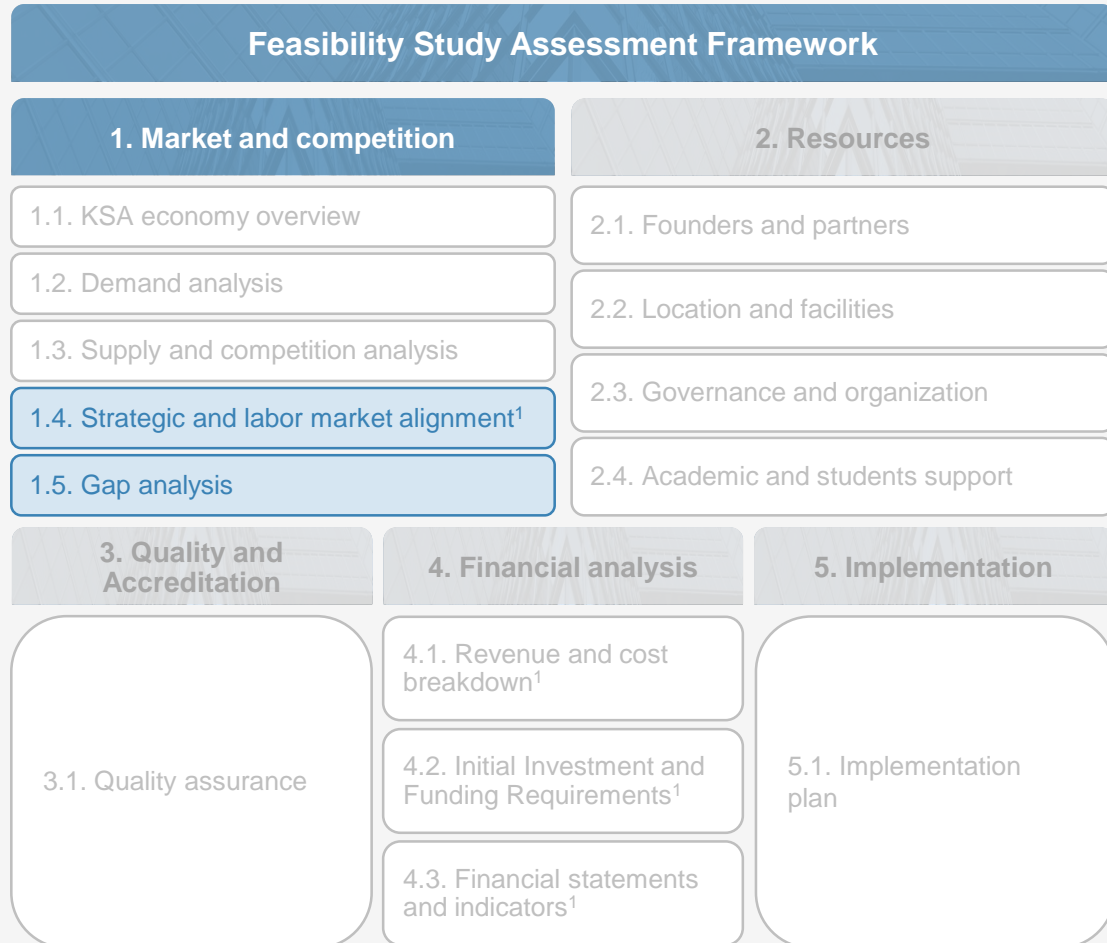 Feasibility Study Assessment Framework
1. Market and competition
1.1. KSA economy overview
1.2. Demand analysis
1.3. Supply and competition analysis
1.4. Strategic and labor market alignment¹
1.5. Gap analysis
2. Resources
2.1. Founders and partners
2.2. Location and facilities
2.3. Governance and organization
2.4. Academic and students support
3. Quality and
Accreditation
3.1. Quality assurance
4. Financial analysis
4.1. Revenue and cost
breakdown¹
4.2. Initial Investment and
Funding Requirements¹
4.3. Financial statements
and indicators¹
5. Implementation
5.1. Implementation
plan